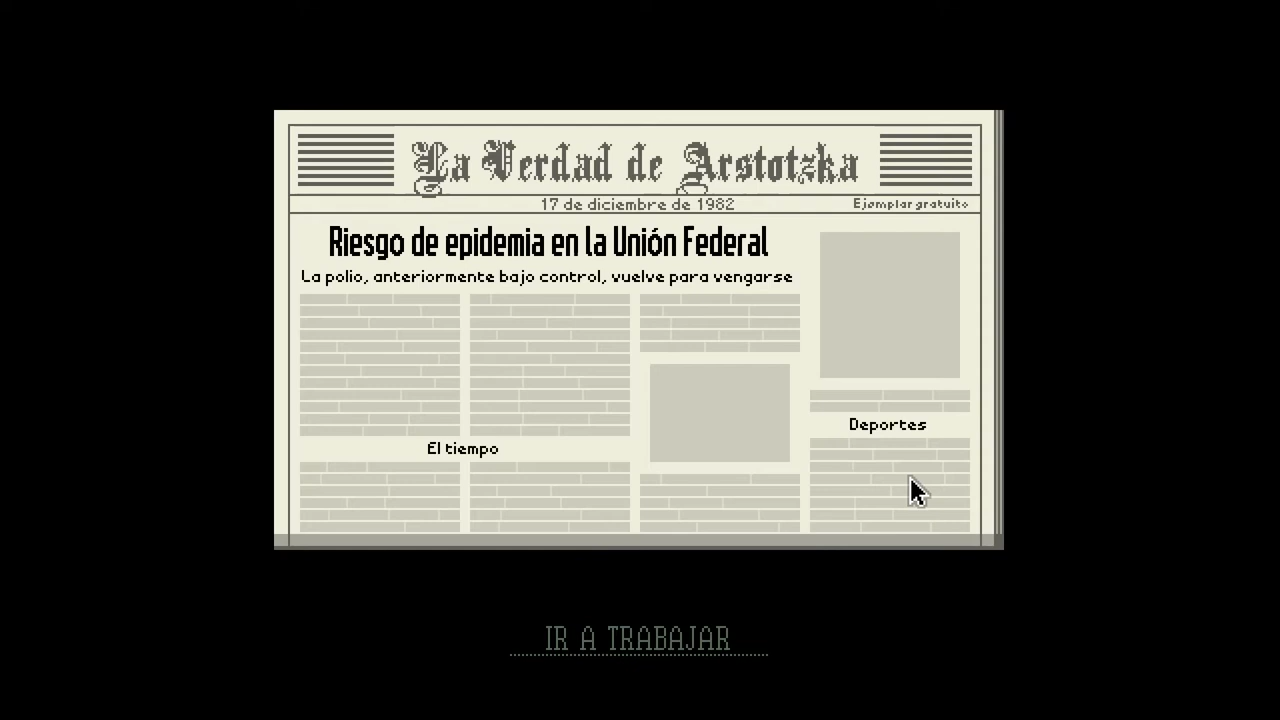 La Verdad de Arstotzka
17 de diciembre de 1982
Ejemplar gratuito
Riesgo de epidemia en la Unión Federal
La polio, anteriormente bajo control, vuelve para vengarse
Deportes
El tiempo
IR A TRABAJAR